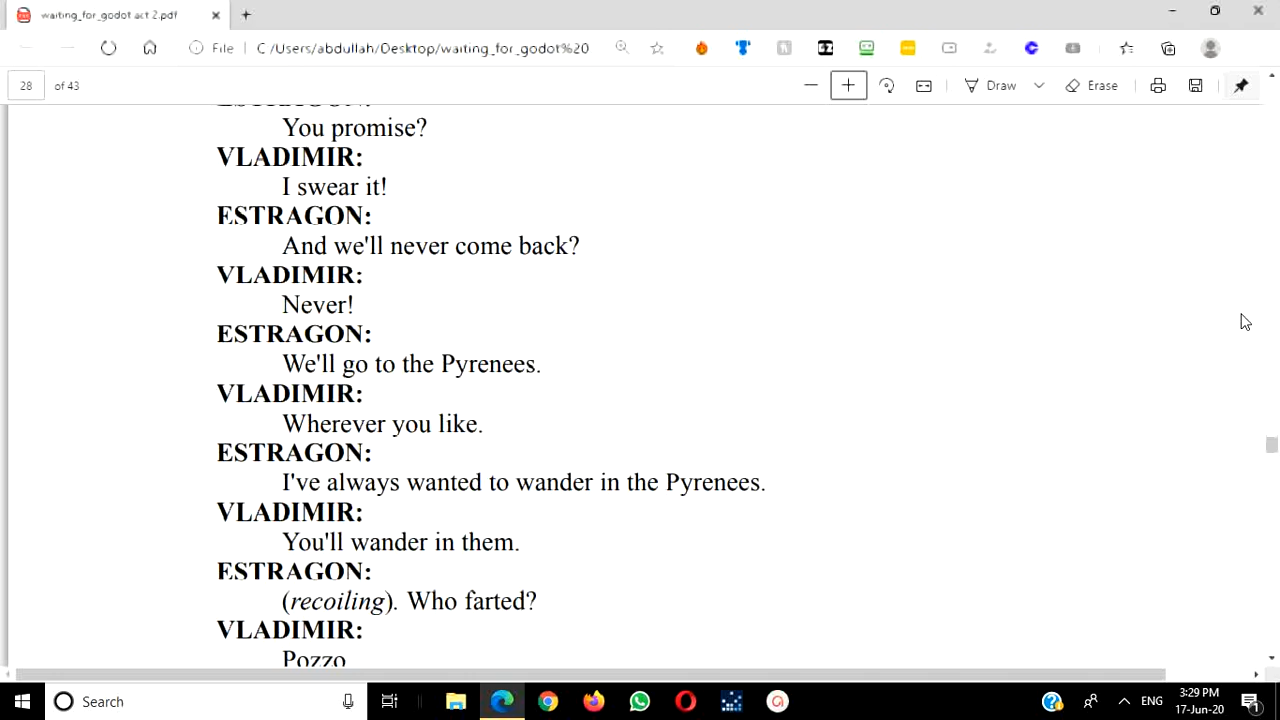 waiting_for_godot act 2.pdf
File C:/Users/abdullah/Desktop/waiting_for_godot%20
28 of 43 Draw Erase
ESTRAGON:
You promise?
VLADIMIR:
I swear it!
ESTRAGON:
And we'll never come back?
VLADIMIR:
Never!
ESTRAGON:
We'll go to the Pyrenees.
VLADIMIR:
Wherever you like.
ESTRAGON:
I've always wanted to wander in the Pyrenees.
VLADIMIR:
You'll wander in them.
ESTRAGON:
(recoiling). Who farted?
VLADIMIR:
Pozzo
Search ENG 3:29 PM
17-Jun-20